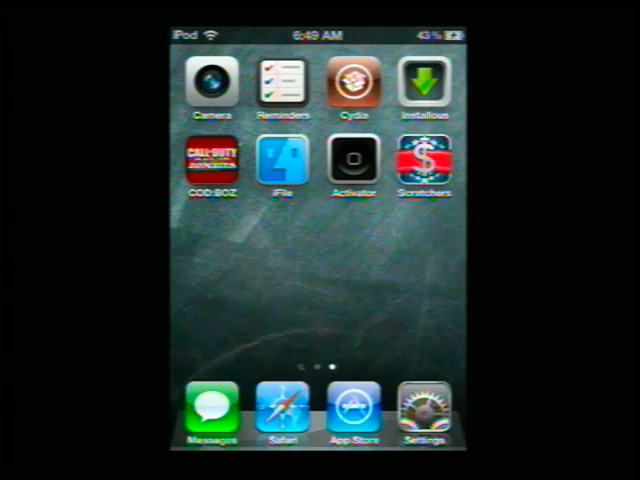 iPod 6:49 AM 43%
Camera Reminders Cydia Installous
CALL OF DUTY
COD:BOZ iFile Activator Scratchers
$
Messages Safari App Store Settings